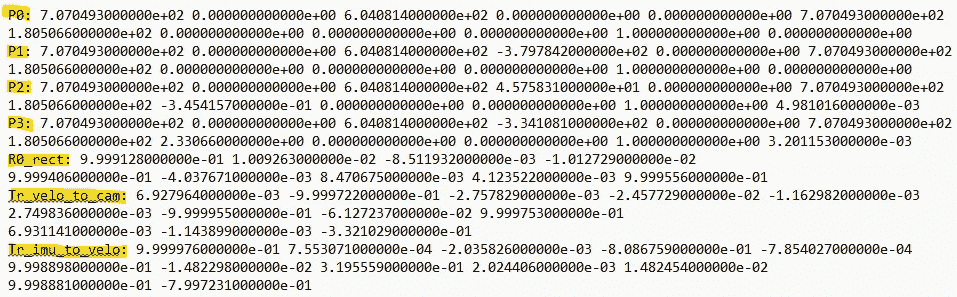 P0: 7.070493000000e+02 0.000000000000e+00 6.040814000000e+02 0.000000000000e+00 0.000000000000e+00 7.070493000000e+02
1.805066000000e+02 0.000000000000e+00 0.000000000000e+00 0.000000000000e+00 1.000000000000e+00 0.000000000000e+00
P1: 7.070493000000e+02 0.000000000000e+00 6.040814000000e+02 -3.797842000000e+02 0.000000000000e+00 7.070493000000e+02
1.805066000000e+02 0.000000000000e+00 0.000000000000e+00 0.000000000000e+00 1.000000000000e+00 0.000000000000e+00
P2: 7.070493000000e+02 0.000000000000e+00 6.040814000000e+02 4.575831000000e+01 0.000000000000e+00 7.070493000000e+02
1.805066000000e+02 -3.454157000000e-01 0.000000000000e+00 0.000000000000e+00 1.000000000000e+00 4.981016000000e-03
P3: 7.070493000000e+02 0.000000000000e+00 6.040814000000e+02 -3.341081000000e+02 0.000000000000e+00 7.070493000000e+02
1.805066000000e+02 2.330660000000e+00 0.000000000000e+00 0.000000000000e+00 1.000000000000e+00 3.201153000000e-03
R0_rect: 9.999128000000e-01 1.009263000000e-02 -8.511932000000e-03 -1.012729000000e-02
9.999406000000e-01 -4.037671000000e-03 8.470675000000e-03 4.123522000000e-03 9.999556000000e-01
Tr_velo_to_cam: 6.927964000000e-03 -9.999722000000e-01 -2.757829000000e-03 -2.457729000000e-02 -1.162982000000e-03
2.749836000000e-03 -9.999955000000e-01 -6.127237000000e-02 9.999753000000e-01
6.931141000000e-03 -1.143899000000e-03 -3.321029000000e-01
Tr_imu_to_velo: 9.999976000000e-01 7.553071000000e-04 -2.035826000000e-03 -8.086759000000e-01 -7.854027000000e-04
9.998898000000e-01 -1.482298000000e-02 3.195559000000e-01 2.024406000000e-03 1.482454000000e-02
9.998881000000e-01 -7.997231000000e-01